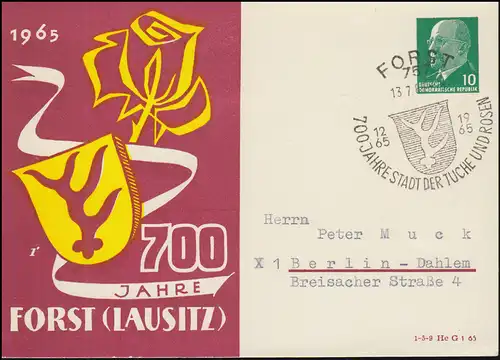 1965
700
JAHRE
FORST (LAUSITZ)
r
10
DEUTSCHE
DEMOKRATISCHE REPUBLIK
FORST
75
13.7.
12
65
19
65
700 JAHRE STADT DER TUCHE UND ROSEN
Herrn
Peter Muck
X 1 Berlin-Dahlem
Breisacher Straße 4
1-5-9 He G 1 65